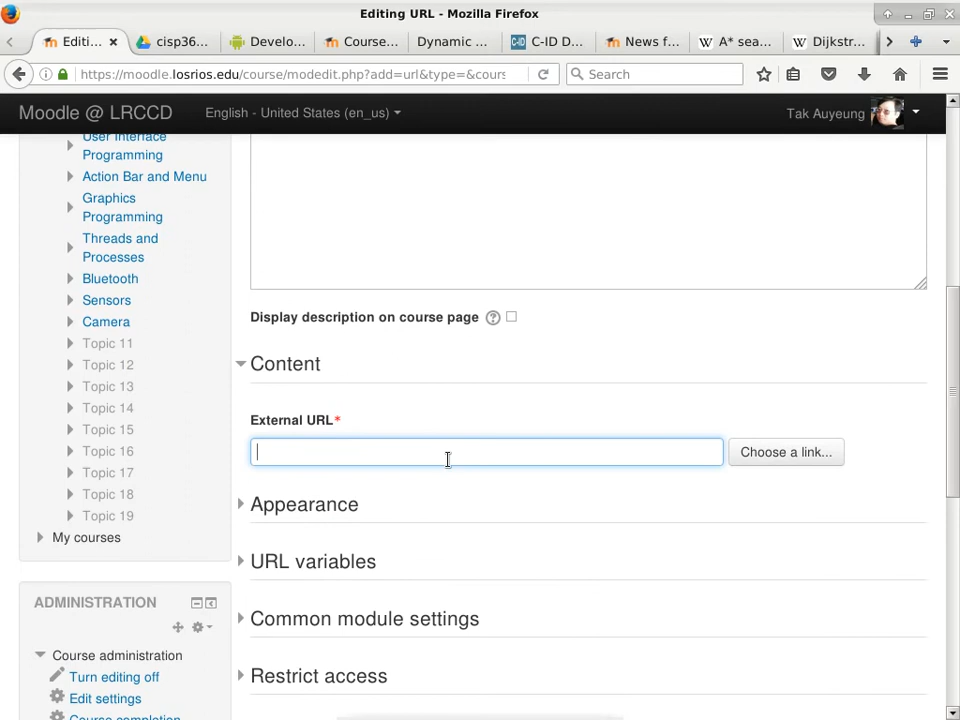 Editing URL - Mozilla Firefox
Editi...
cisp36...
Develo...
Course...
Dynamic ...
C-ID D...
News f...
A* sea...
Dijkstr...
https://moodle.losrios.edu/course/modedit.php?add=url&type=&cours
Search
Moodle @ LRCCD
English - United States (en_us)
Tak Auyeung
User Interface
Programming
Action Bar and Menu
Graphics
Programming
Threads and
Processes
Bluetooth
Sensors
Camera
Topic 11
Topic 12
Topic 13
Topic 14
Topic 15
Topic 16
Topic 17
Topic 18
Topic 19
My courses
ADMINISTRATION
Course administration
Turn editing off
Edit settings
Course completion
Display description on course page
Content
External URL*
Choose a link...
Appearance
URL variables
Common module settings
Restrict access